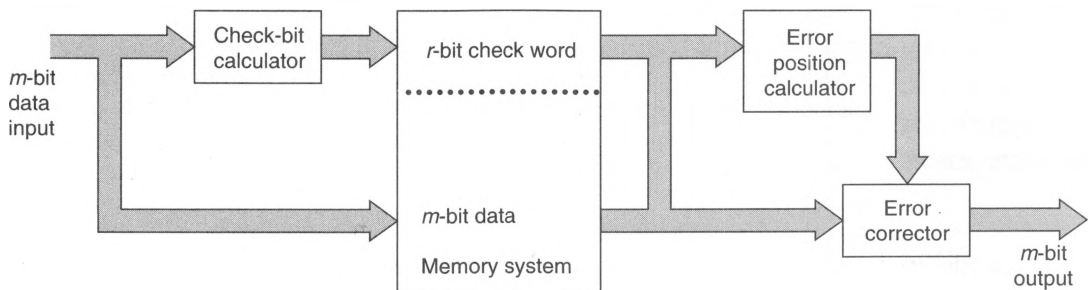 m-bit
data
input
Check-bit
calculator
r-bit check word
m-bit data
Memory system
Error
position
calculator
Error
corrector
m-bit
output